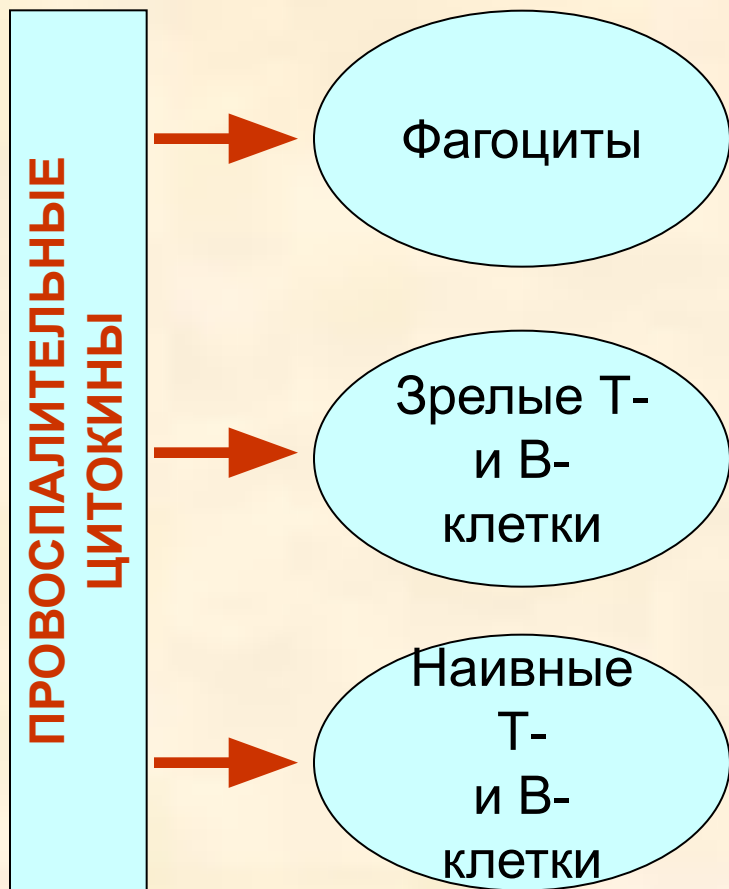 ПРОВОСПАЛИТЕЛЬНЫЕ
ЦИТОКИНЫ
Фагоциты
Зрелые Т-
и В-
клетки
Наивные
Т-
и В-
клетки